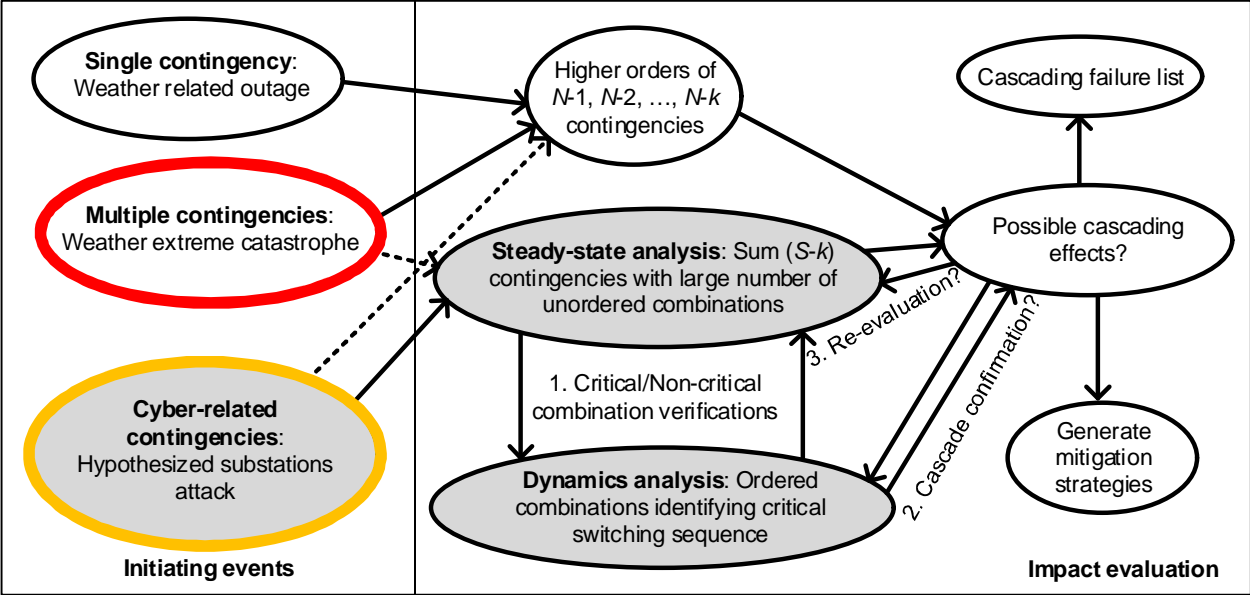 Single contingency:
Weather related outage
Multiple contingencies:
Weather extreme catastrophe
Cyber-related
contingencies:
Hypothesized substations
attack
Initiating events
Higher orders of
N-1, N-2, …, N-k
contingencies
Steady-state analysis: Sum (S-k)
contingencies with large number of
unordered combinations
1. Critical/Non-critical
combination verifications
Dynamics analysis: Ordered
combinations identifying critical
switching sequence
3. Re-evaluation?
2. Cascade confirmation?
Cascading failure list
Possible cascading
effects?
Generate
mitigation
strategies
Impact evaluation